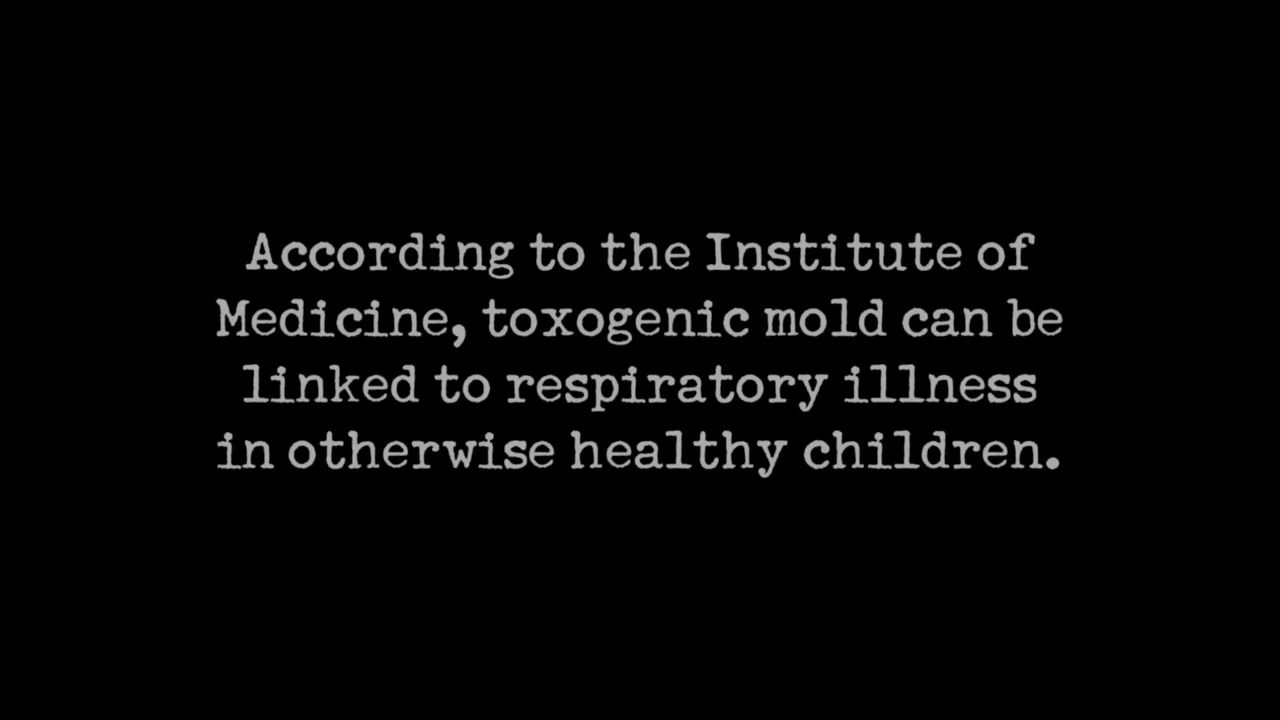 According to the Institute of
Medicine, toxogenic mold can be
linked to respiratory illness
in otherwise healthy children.